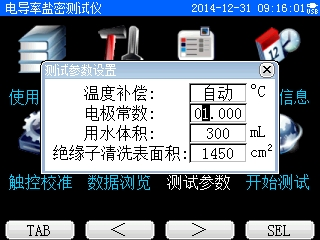 电导率盐密测试仪 2014-12-31 09:16:01 USB
测试参数设置
温度补偿: 自动 °C
电极常数: 01.000
用水体积: 300 mL
绝缘子清洗表面积: 1450 cm²
使用 信息
触控校准 数据浏览 测试参数 开始测试
TAB < > SEL